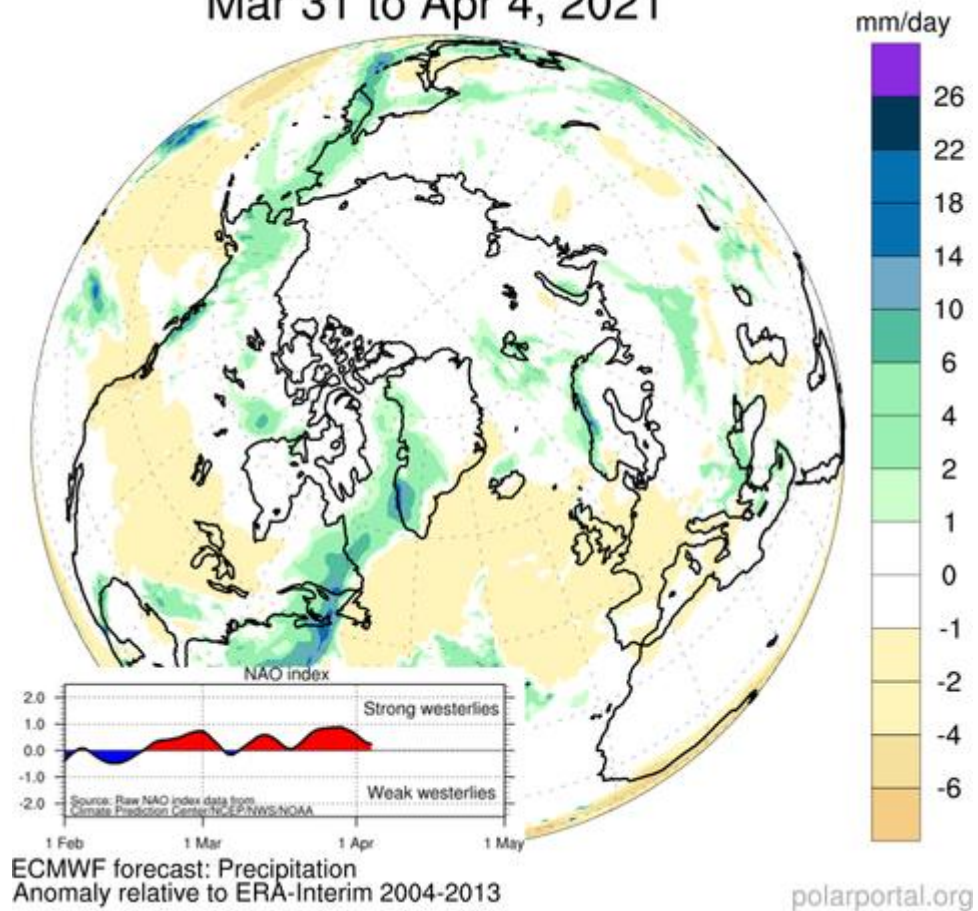 Mar 31 to Apr 4, 2021
mm/day
26
22
18
14
10
6
4
2
1
0
-1
-2
-4
-6
NAO index
2.0
1.0
0.0
-1.0
-2.0
Strong westerlies
Weak westerlies
Source: Raw NAO index data from
Climate Prediction Center/NCEP/NWS/NOAA
1 Feb
1 Mar
1 Apr
1 May
ECMWF forecast: Precipitation
Anomaly relative to ERA-Interim 2004-2013
polarportal.org